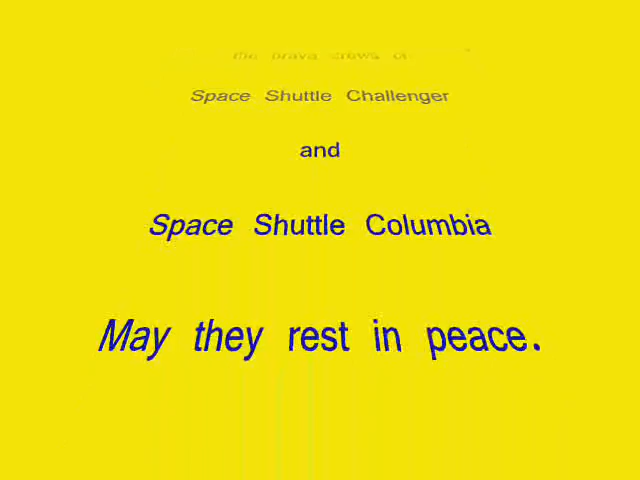 the brave crews of
Space Shuttle Challenger
and
Space Shuttle Columbia
May they rest in peace.